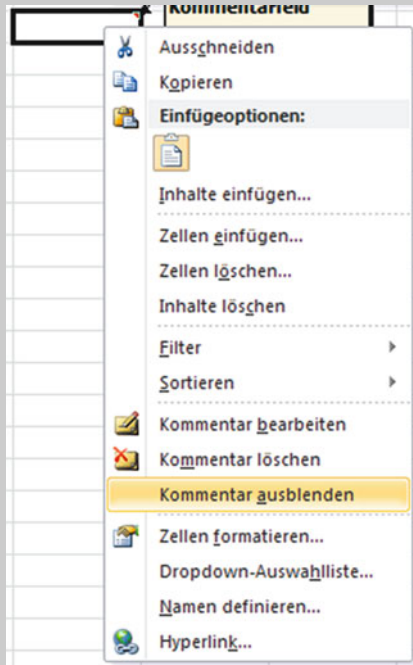 Kommentarfeld
Ausschneiden
Kopieren
Einfügeoptionen:
Inhalte einfügen...
Zellen einfügen...
Zellen löschen...
Inhalte löschen
Filter
Sortieren
Kommentar bearbeiten
Kommentar löschen
Kommentar ausblenden
Zellen formatieren...
Dropdown-Auswahlliste...
Namen definieren...
Hyperlink...